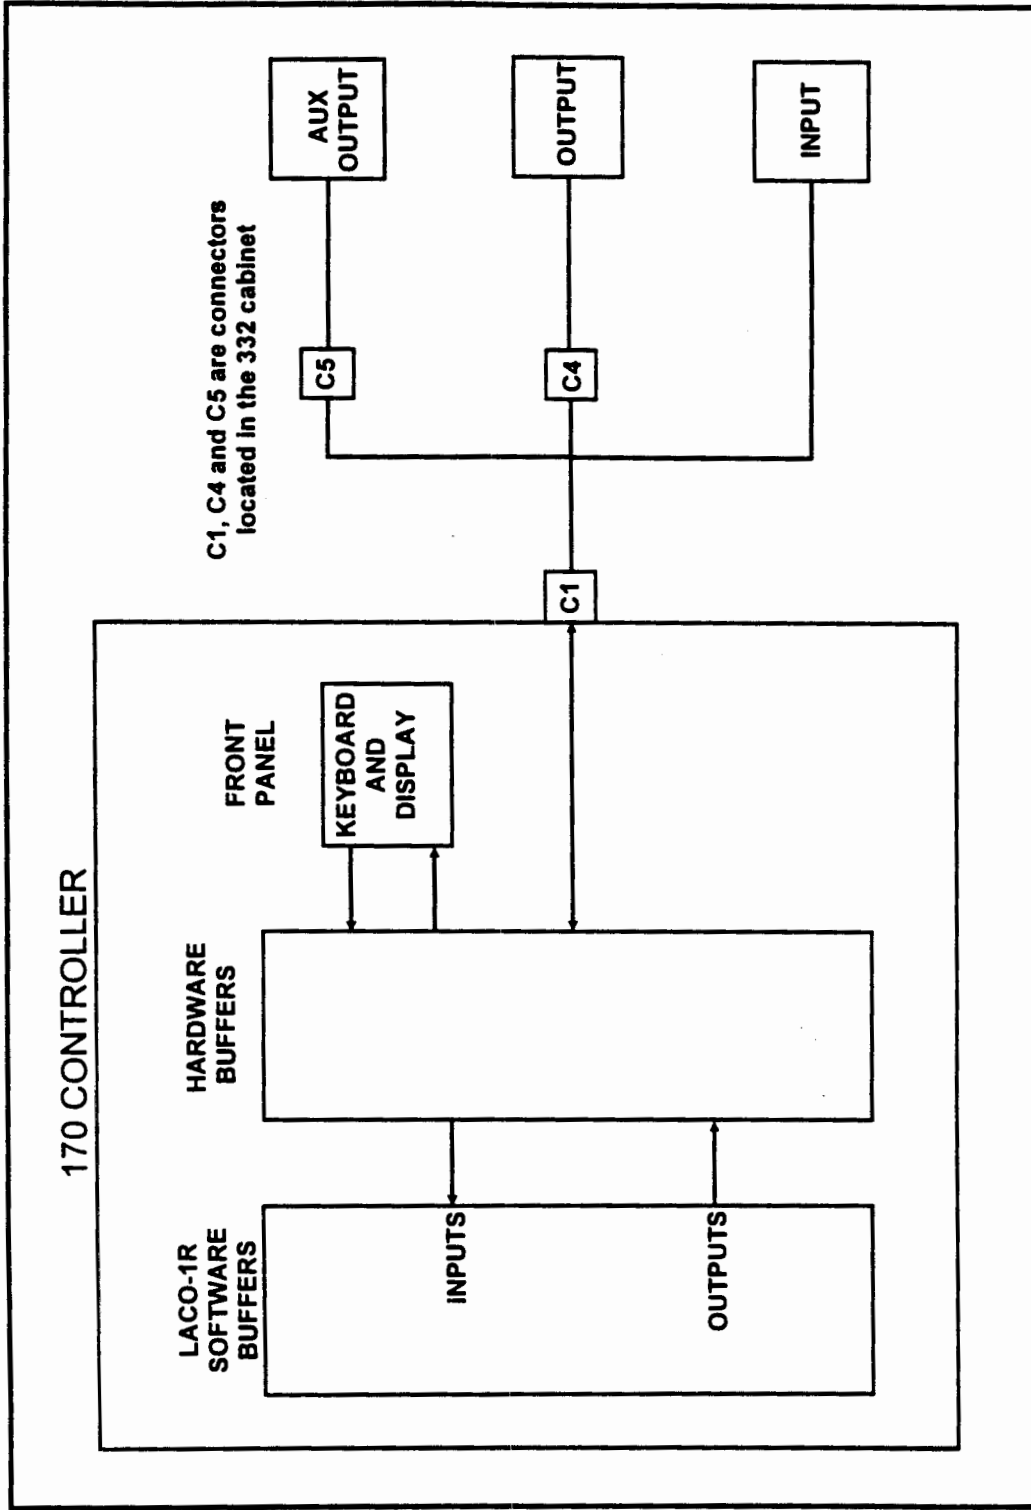 170 CONTROLLER
LACO-1R
SOFTWARE
BUFFERS
INPUTS
OUTPUTS
HARDWARE
BUFFERS
FRONT
PANEL
KEYBOARD
AND
DISPLAY
C1
C1, C4 and C5 are connectors
located in the 332 cabinet
C5
C4
AUX
OUTPUT
OUTPUT
INPUT